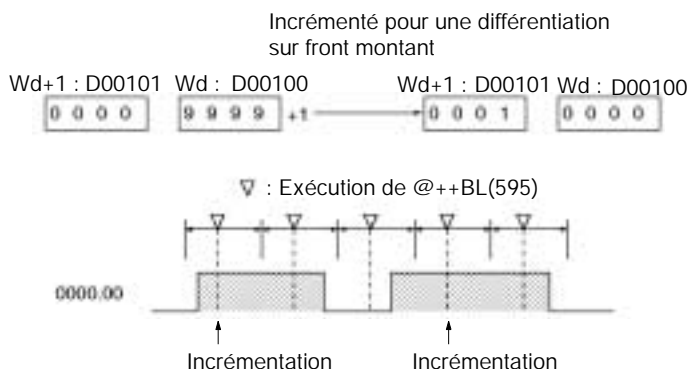 Incrémenté pour une différentiation
sur front montant
Wd+1 : D00101 Wd : D00100 Wd+1 : D00101 Wd : D00100
0 0 0 0 9 9 9 9 +1 0 0 0 1 0 0 0 0
: Exécution de @++BL(595)
0000.00
Incrémentation Incrémentation